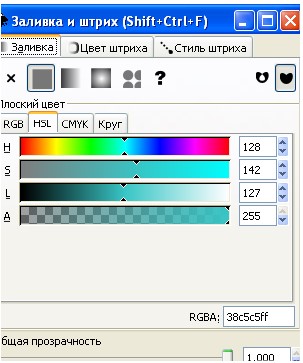 Заливка и штрих (Shift+Ctrl+F)
Заливка Цвет штриха Стиль штриха
?
Плоский цвет
RGB HSL CMYK Круг
H 128
S 142
L 127
A 255
RGBA: 38c5c5ff
бщая прозрачность
1,000